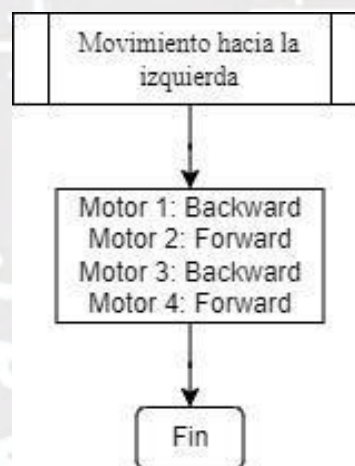 Movimiento hacia la
izquierda
Motor 1: Backward
Motor 2: Forward
Motor 3: Backward
Motor 4: Forward
Fin